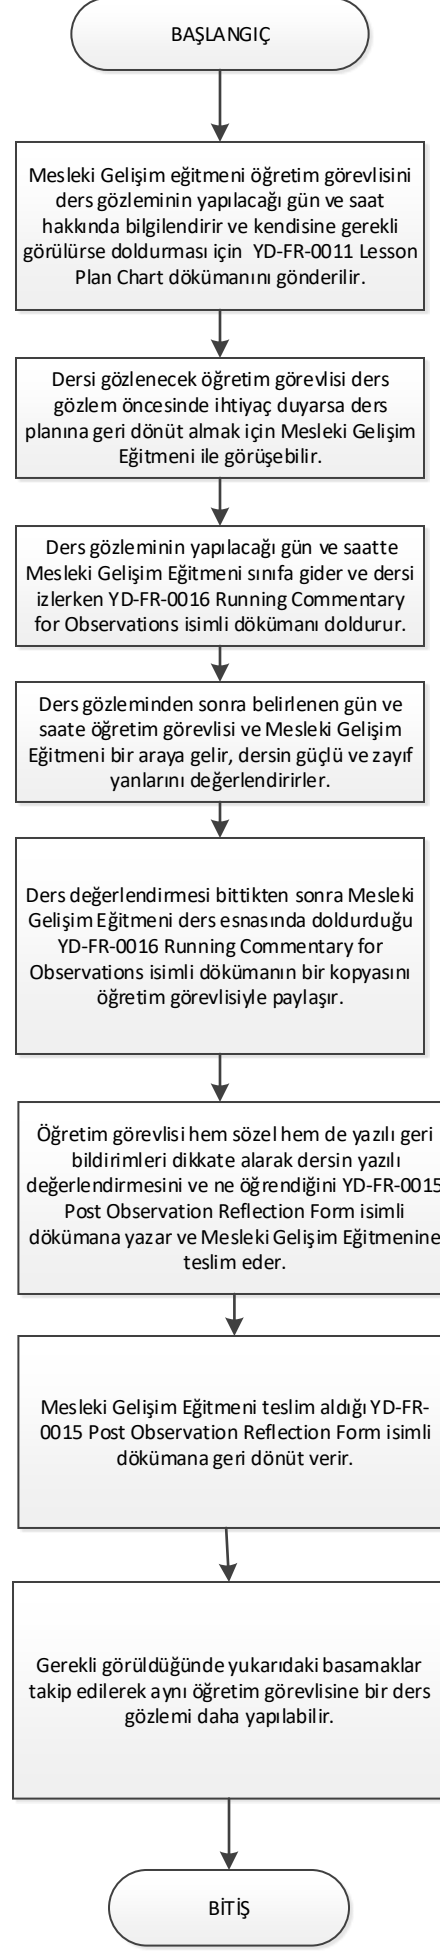 BAŞLANGIÇ
Mesleki Gelişim eğitmeni öğretim görevlisini
ders gözleminin yapılacağı gün ve saat
hakkında bilgilendirir ve kendisine gerekli
görülürse doldurması için YD-FR-0011 Lesson
Plan Chart dökümanını gönderilir.
Dersi gözlenecek öğretim görevlisi ders
gözlem öncesinde ihtiyaç duyarsa ders
planına geri dönüt almak için Mesleki Gelişim
Eğitmeni ile görüşebilir.
Ders gözleminin yapılacağı gün ve saatte
Mesleki Gelişim Eğitmeni sınıfa gider ve dersi
izlerken YD-FR-0016 Running Commentary
for Observations isimli dökümanı doldurur.
Ders gözleminden sonra belirlenen gün ve
saate öğretim görevlisi ve Mesleki Gelişim
Eğitmeni bir araya gelir, dersin güçlü ve zayıf
yanlarını değerlendirirler.
Ders değerlendirmesi bittikten sonra Mesleki
Gelişim Eğitmeni ders esnasında doldurduğu
YD-FR-0016 Running Commentary for
Observations isimli dökümanın bir kopyasını
öğretim görevlisiyle paylaşır.
Öğretim görevlisi hem sözel hem de yazılı geri
bildirimleri dikkate alarak dersin yazılı
değerlendirmesini ve ne öğrendiğini YD-FR-0015
Post Observation Reflection Form isimli
dökümana yazar ve Mesleki Gelişim Eğitmenine
teslim eder.
Mesleki Gelişim Eğitmeni teslim aldığı YD-FR-
0015 Post Observation Reflection Form isimli
dökümana geri dönüt verir.
Gerekli görüldüğünde yukarıdaki basamaklar
takip edilerek aynı öğretim görevlisine bir ders
gözlemi daha yapılabilir.
BİTİŞ